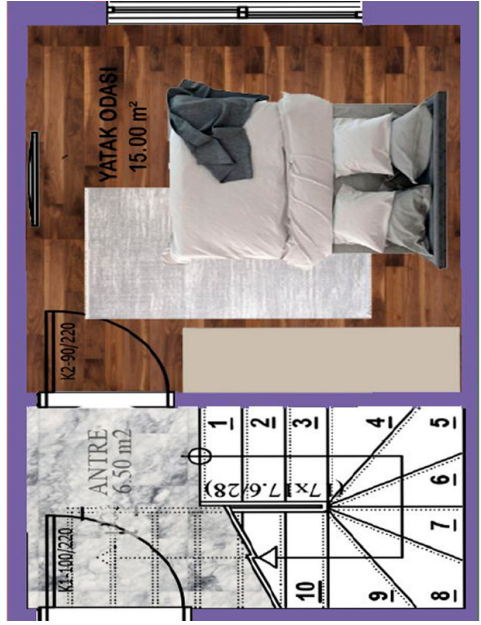 YATAK ODASI
15.00 m²
K2-90/220
ANTRE
6.50 m2
K1-100/220
(17x17.6/28)
1
2
3
4
5
6
7
8
9
10